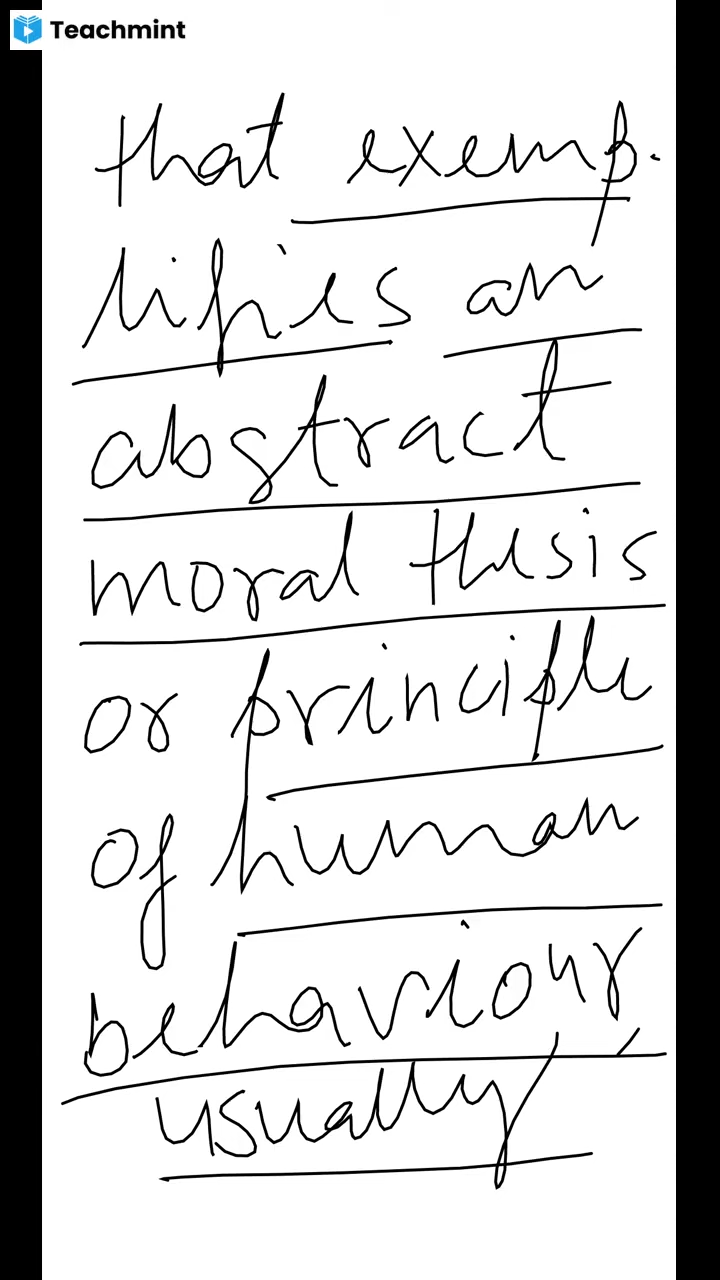 Teachmint
that exemp-
lifies an
abstract
moral thesis
or principle
of human
behaviour,
usually